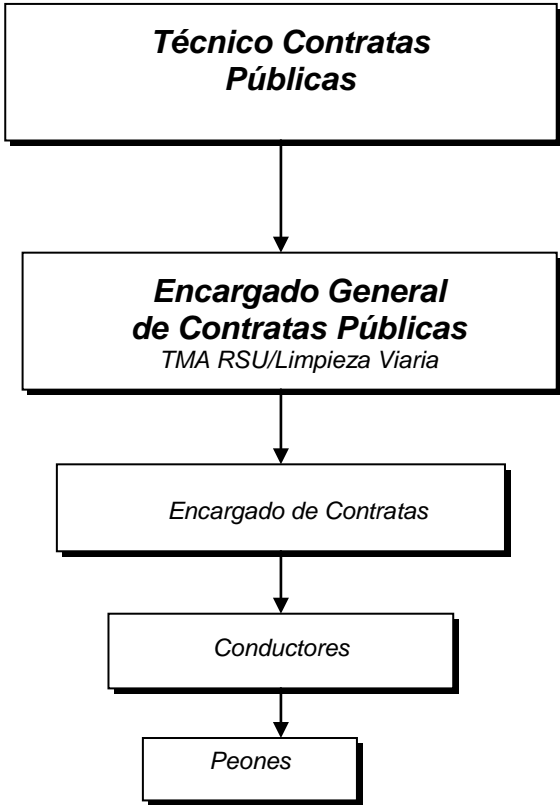 Técnico Contratas
Públicas
Encargado General
de Contratas Públicas
TMA RSU/Limpieza Viaria
Encargado de Contratas
Conductores
Peones